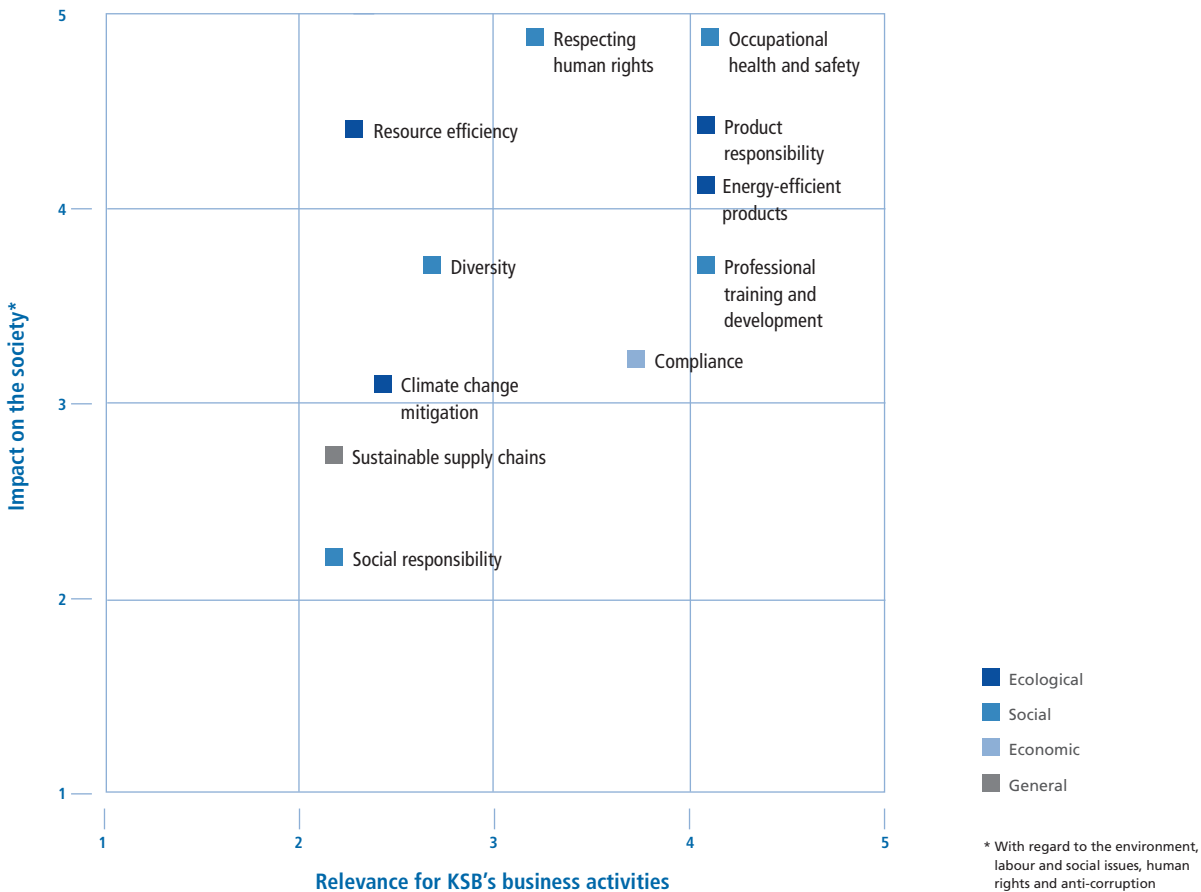 5
Respecting
human rights
Occupational
health and safety
Resource efficiency
Product
responsibility
Energy-efficient
products
4
Diversity
Professional
training and
development
Compliance
Climate change
mitigation
3
Sustainable supply chains
Social responsibility
2
1
Impact on the society*
1
2
3
4
5
Relevance for KSB's business activities
Ecological
Social
Economic
General
* With regard to the environment,
labour and social issues, human
rights and anti-corruption